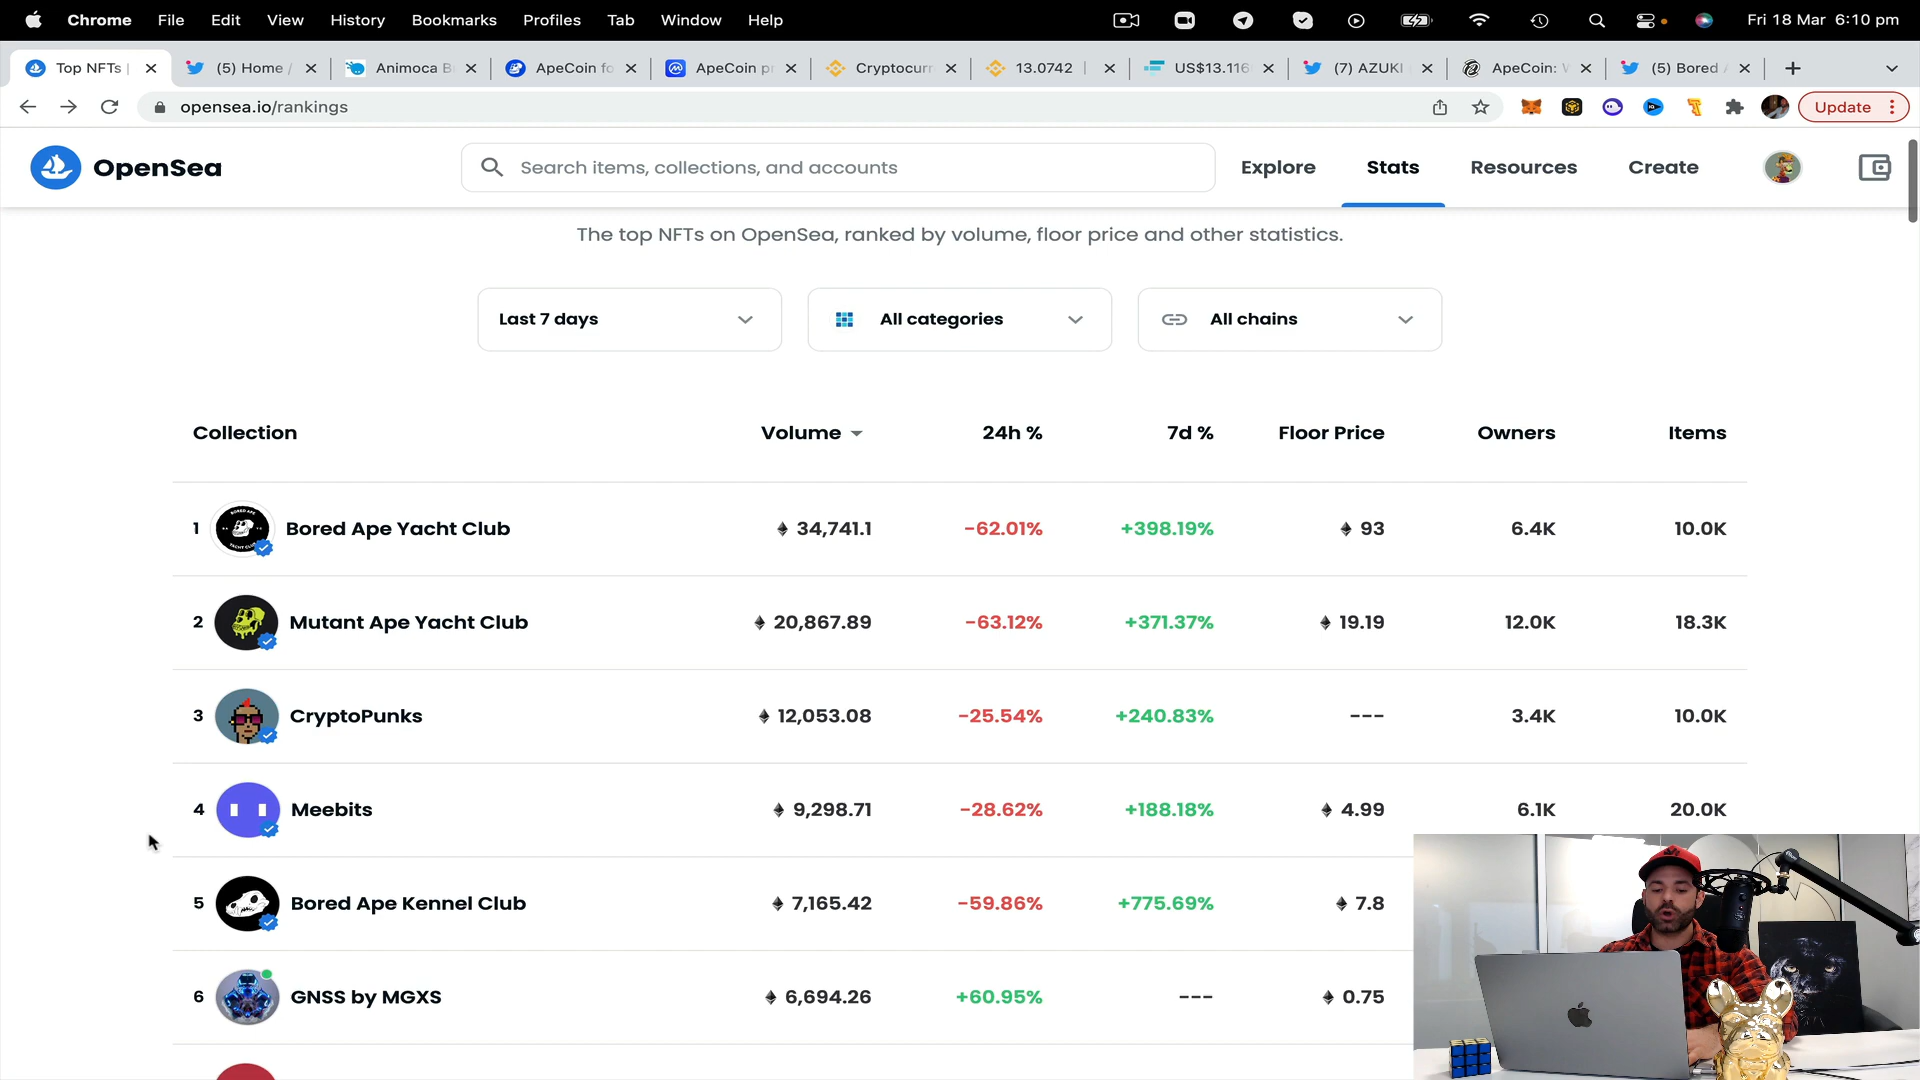 Chrome File Edit View History Bookmarks Profiles Tab Window Help Fri 18 Mar 6:10 pm
Top NFTs | (5) Home / Animoca B ApeCoin fo ApeCoin p Cryptocurr 13.0742 | US$13.116 (7) AZUKI ApeCoin: (5) Bored
opensea.io/rankings Update
OpenSea Search items, collections, and accounts Explore Stats Resources Create
The top NFTs on OpenSea, ranked by volume, floor price and other statistics.
Last 7 days All categories All chains
Collection Volume 24h % 7d % Floor Price Owners Items
1 Bored Ape Yacht Club 34,741.1 -62.01% +398.19% 93 6.4K 10.0K
2 Mutant Ape Yacht Club 20,867.89 -63.12% +371.37% 19.19 12.0K 18.3K
3 CryptoPunks 12,053.08 -25.54% +240.83% --- 3.4K 10.0K
4 Meebits 9,298.71 -28.62% +188.18% 4.99 6.1K 20.0K
5 Bored Ape Kennel Club 7,165.42 -59.86% +775.69% 7.8
6 GNSS by MGXS 6,694.26 +60.95% --- 0.75